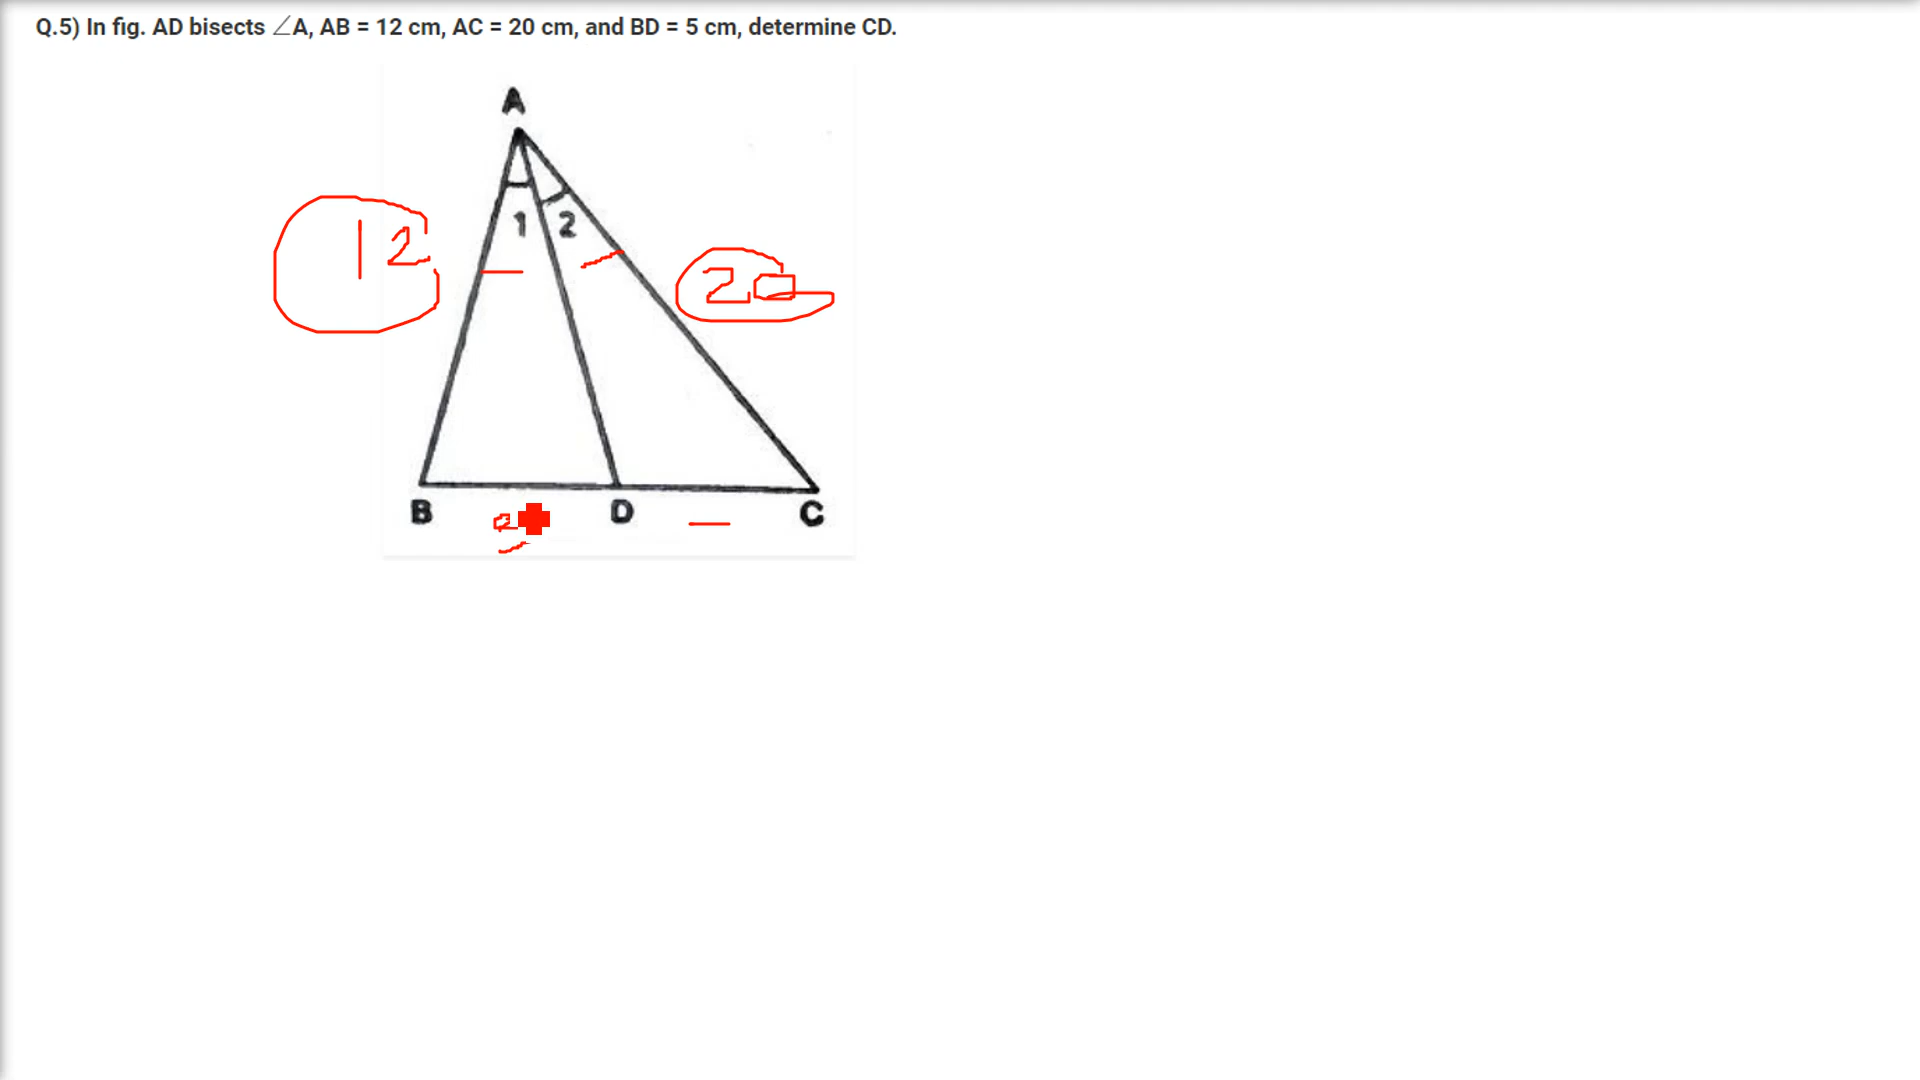 Q.5) In fig. AD bisects ∠A, AB = 12 cm, AC = 20 cm, and BD = 5 cm, determine CD.
A
1 2
12
20
B D C